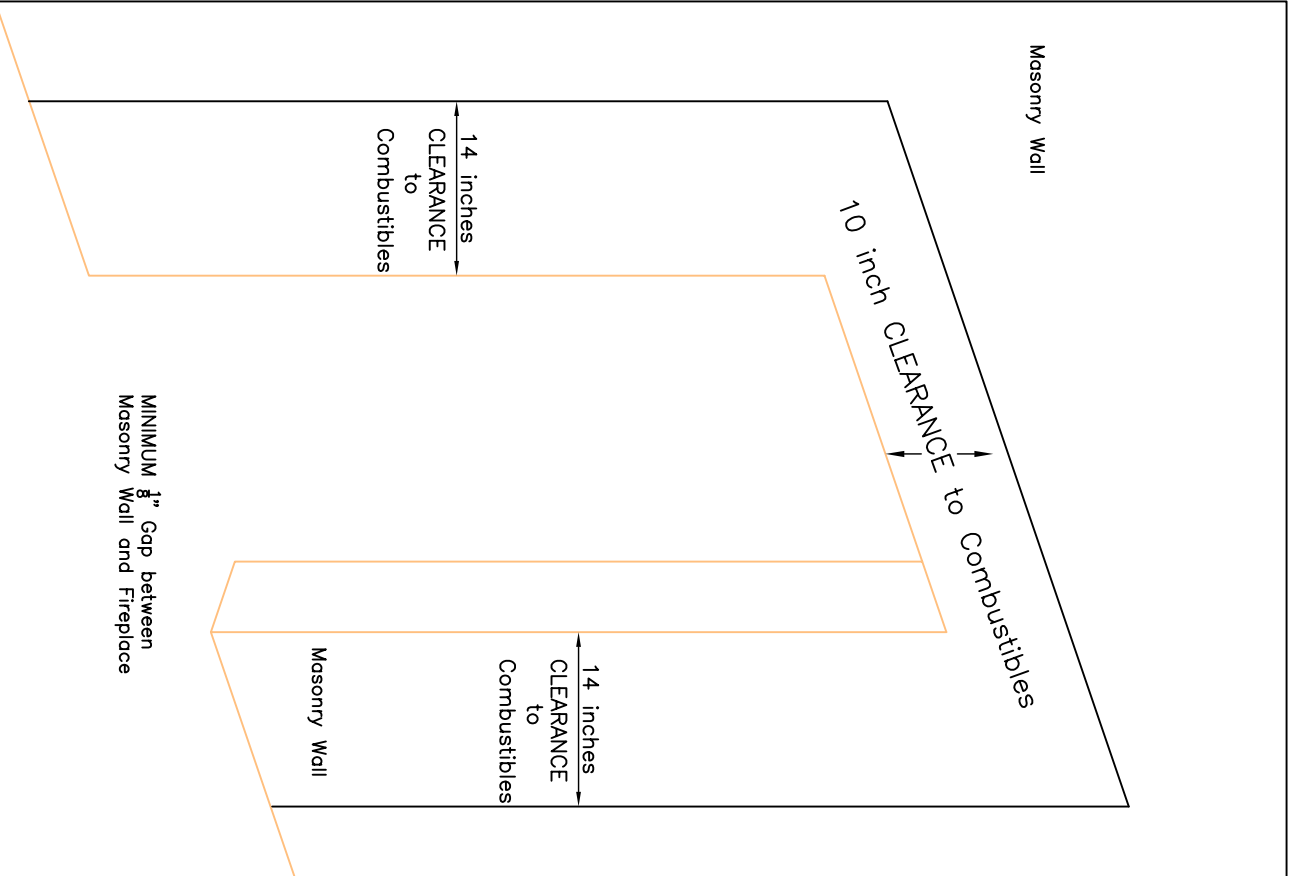 Masonry Wall
10 inch CLEARANCE to Combustibles
14 inches
CLEARANCE
to
Combustibles
14 inches
CLEARANCE
to
Combustibles
Masonry Wall
MINIMUM 1/8" Gap between
Masonry Wall and Fireplace